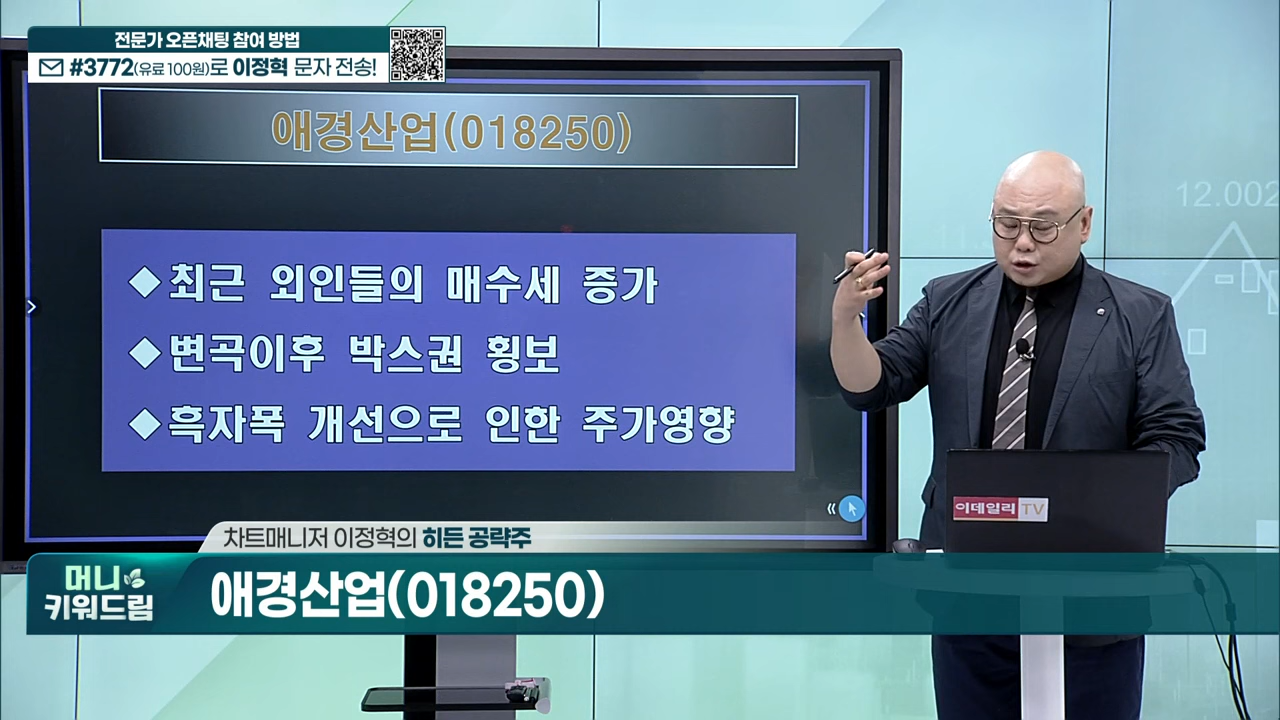 전문가 오픈채팅 참여 방법
#3772(유료 100원)로 이정혁 문자 전송!
애경산업(018250)
◆최근 외인들의 매수세 증가
◆변곡이후 박스권 횡보
◆흑자폭 개선으로 인한 주가영향
12.002
이데일리 TV
차트매니저 이정혁의 히든 공략주
머니
키워드림
애경산업(018250)